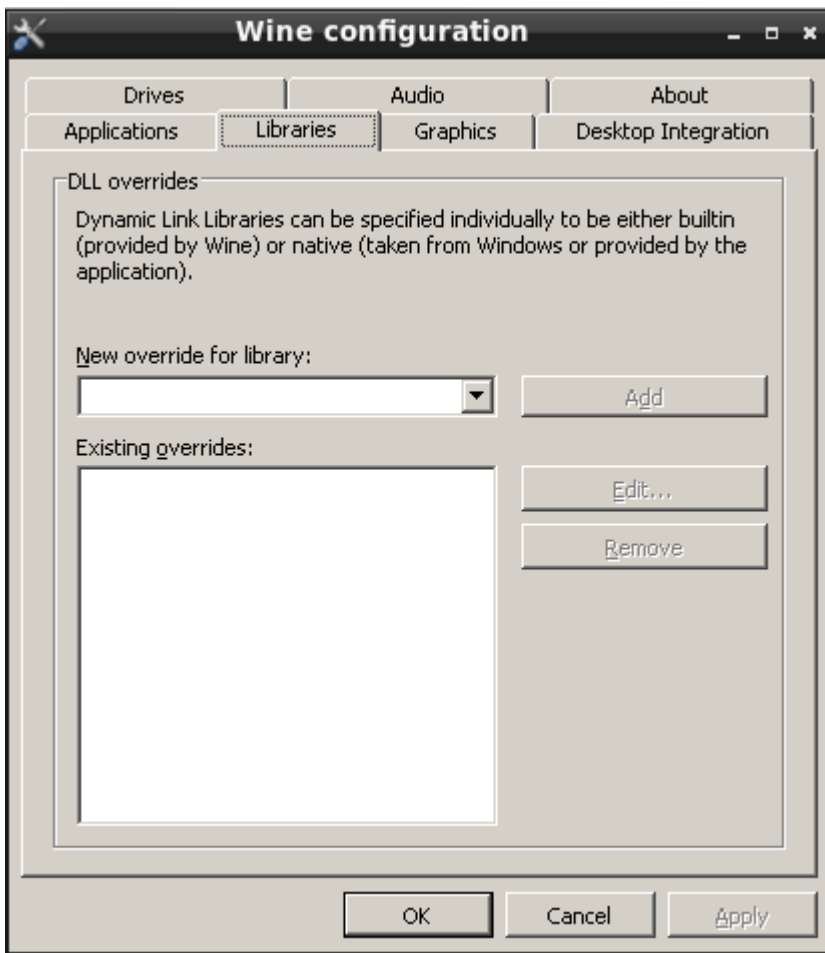 Wine configuration
Drives
Audio
About
Applications
Libraries
Graphics
Desktop Integration
DLL overrides
Dynamic Link Libraries can be specified individually to be either builtin
(provided by Wine) or native (taken from Windows or provided by the
application).
New override for library:
Add
Existing overrides:
Edit...
Remove
OK
Cancel
Apply